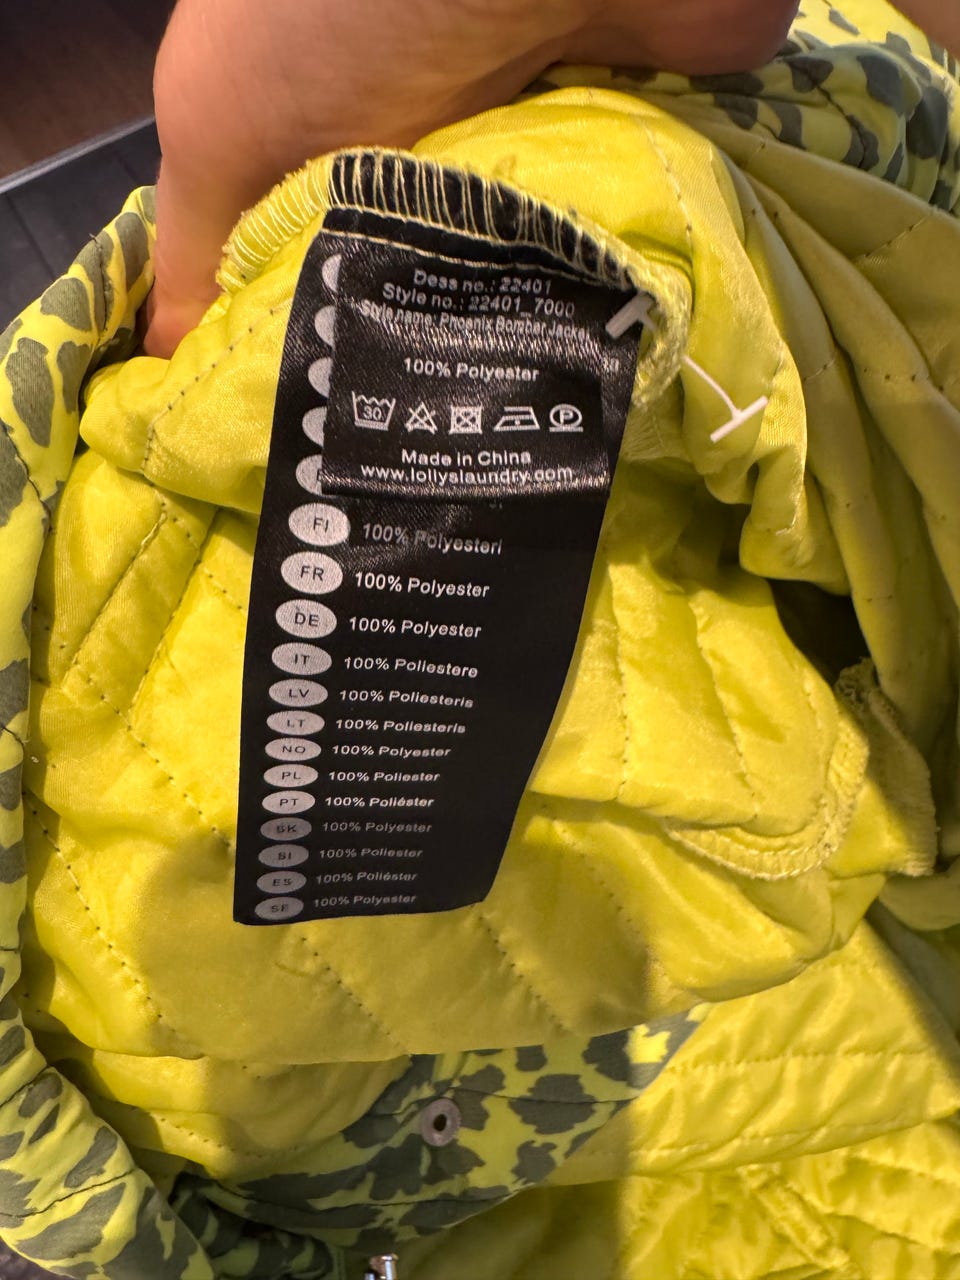 Dess no.: 22401
Style no.: 22401_7000
Style name: Phoenix Bomber Jacket
100% Polyester
30
P
Made in China
www.lollyslaundry.com
FI 100% Polyesteri
FR 100% Polyester
DE 100% Polyester
IT 100% Poliestere
LV 100% Poliesteris
LT 100% Poliesteris
NO 100% Polyester
PL 100% Poliester
PT 100% Poliéster
SK 100% Polyester
SI 100% Poliester
ES 100% Poliéster
SE 100% Polyester